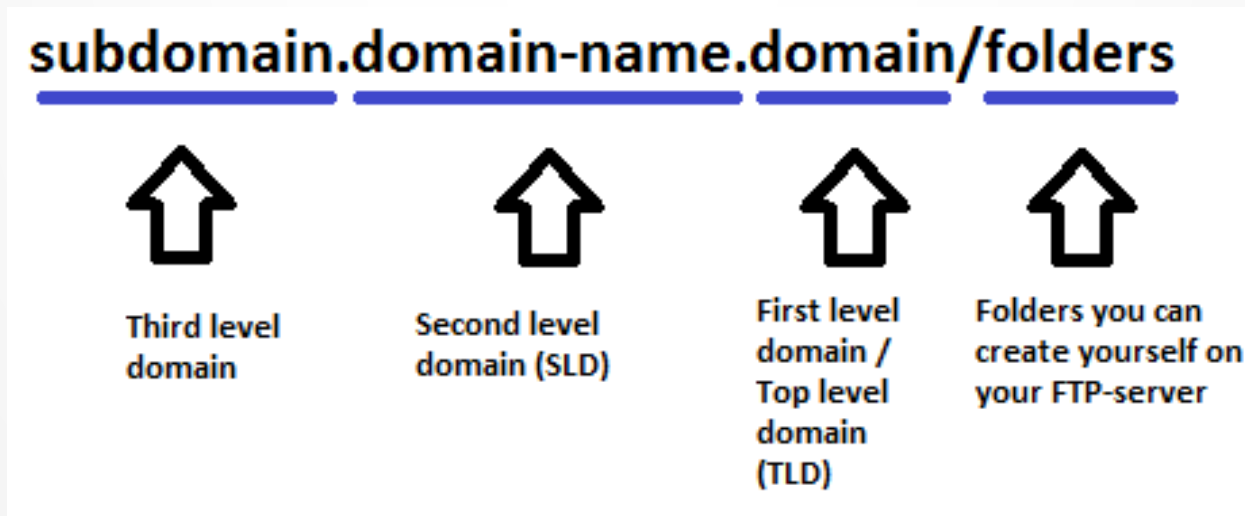 subdomain.domain-name.domain/folders
Third level
domain
Second level
domain (SLD)
First level
domain /
Top level
domain
(TLD)
Folders you can
create yourself on
your FTP-server